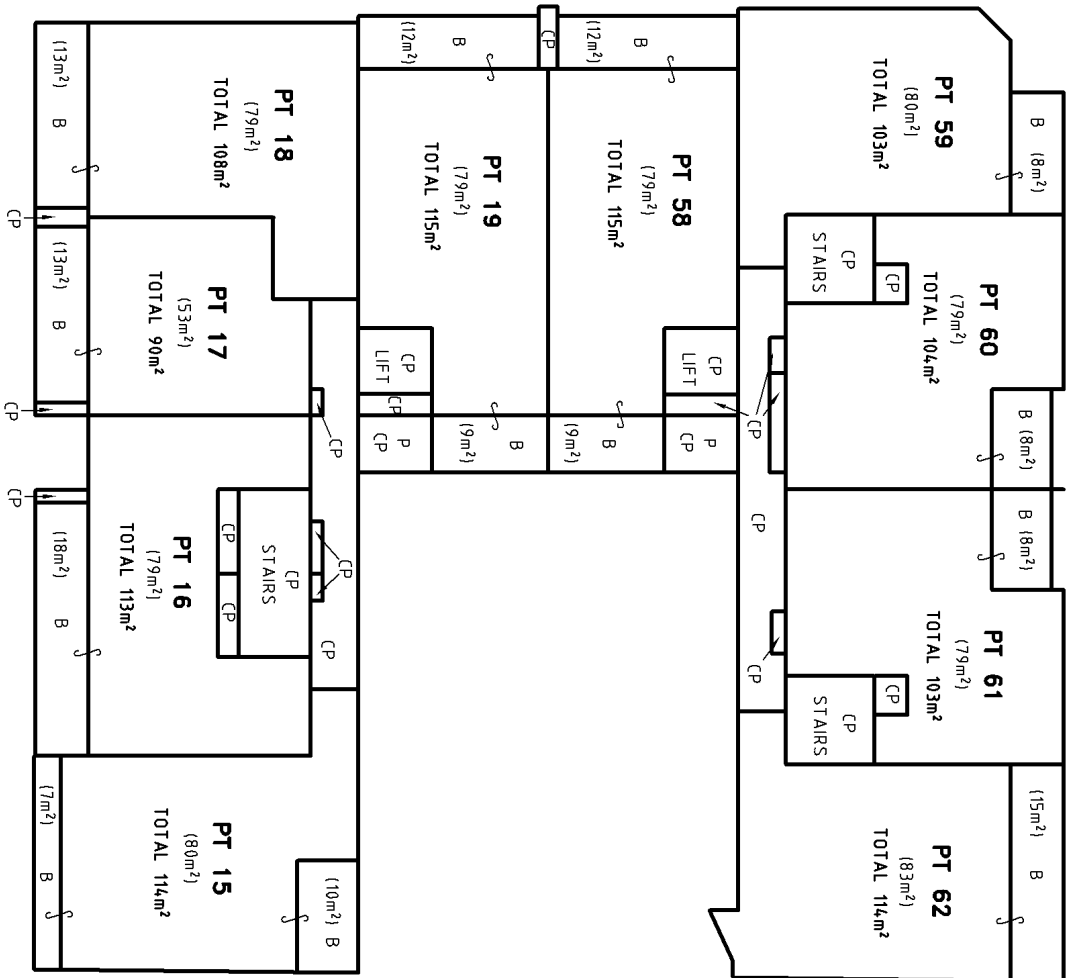 (13m²) B
PT 18
(79m²)
TOTAL 108m²
CP
(13m²) B
PT 17
(53m²)
TOTAL 90m²
CP
CP
CP
(18m²) B
PT 16
(79m²)
TOTAL 113m²
CP
STAIRS
CP
CP
CP
CP
(7m²) B
PT 15
(80m²)
TOTAL 114m²
(10m²) B
(12m²) B
PT 19
(79m²)
TOTAL 115m²
CP
LIFT
CP
P
CP
(9m²) B
CP
(12m²) B
PT 58
(79m²)
TOTAL 115m²
CP
LIFT
CP
P
CP
(9m²) B
PT 59
(80m²)
TOTAL 103m²
B (8m²)
PT 60
(79m²)
TOTAL 104m²
CP
STAIRS
CP
B (8m²)
CP
CP
B (8m²)
PT 61
(79m²)
TOTAL 103m²
CP
STAIRS
CP
PT 62
(83m²)
TOTAL 114m²
(15m²) B